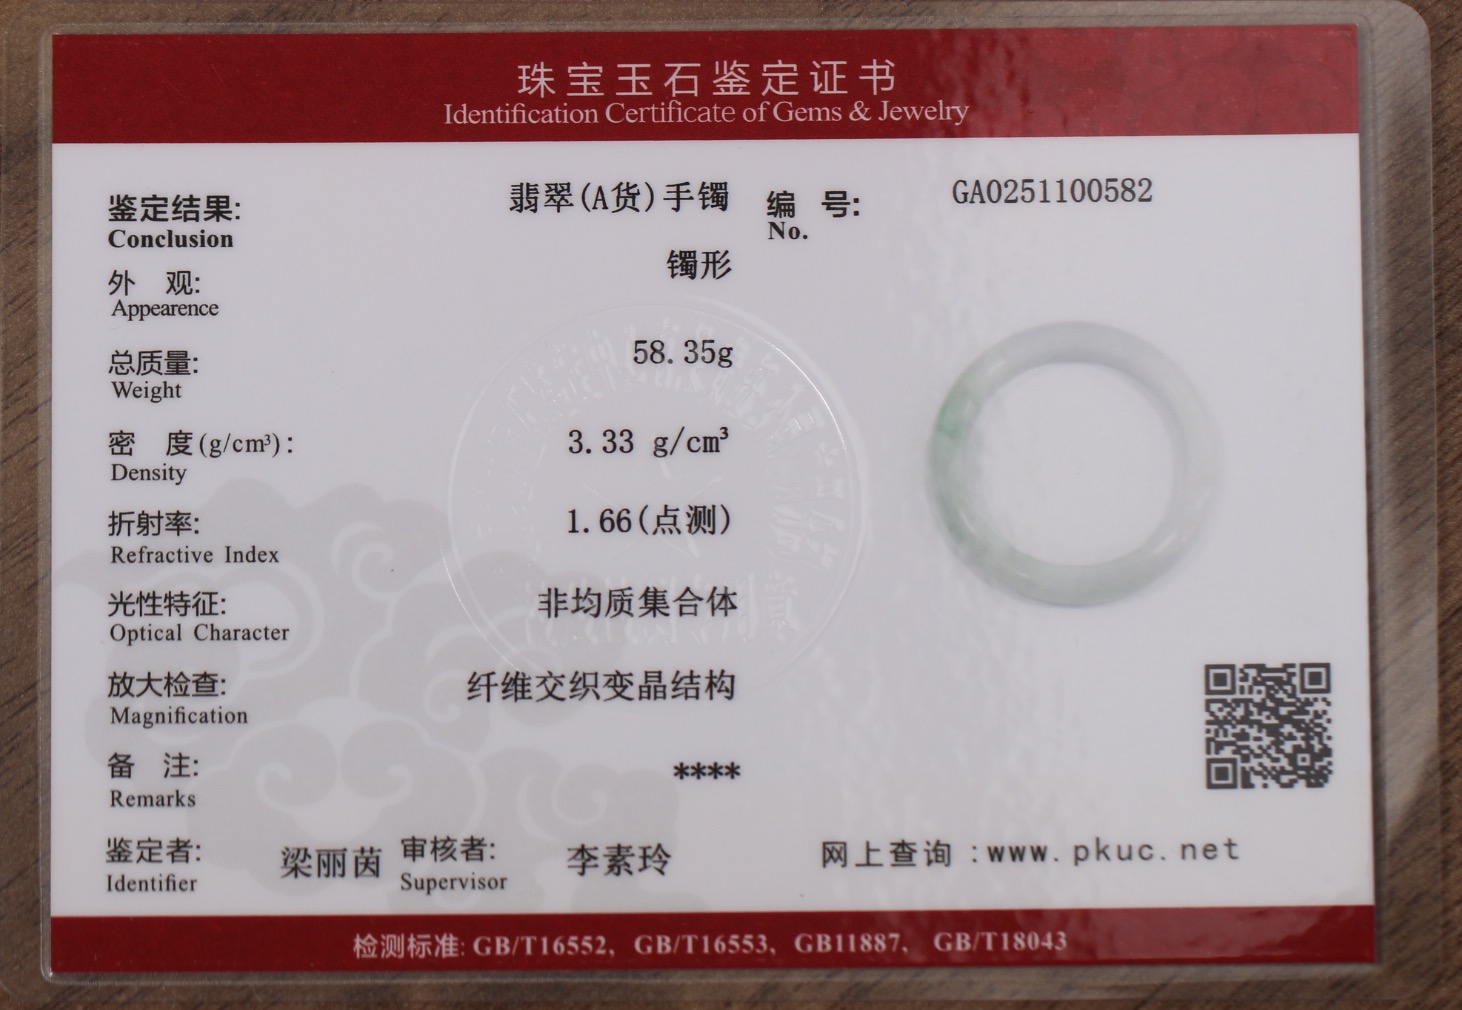 珠宝玉石鉴定证书
Identification Certificate of Gems & Jewelry
鉴定结果: 翡翠(A货)手镯 编 号: GA0251100582
Conclusion No.
外 观: 镯形
Appearence
总质量: 58.35g
Weight
密 度(g/cm³): 3.33 g/cm³
Density
折射率: 1.66(点测)
Refractive Index
光性特征: 非均质集合体
Optical Character
放大检查: 纤维交织变晶结构
Magnification
备 注: ****
Remarks
鉴定者: 梁丽茵 审核者: 李素玲 网上查询:www.pkuc.net
Identifier Supervisor
检测标准: GB/T16552, GB/T16553, GB11887, GB/T18043